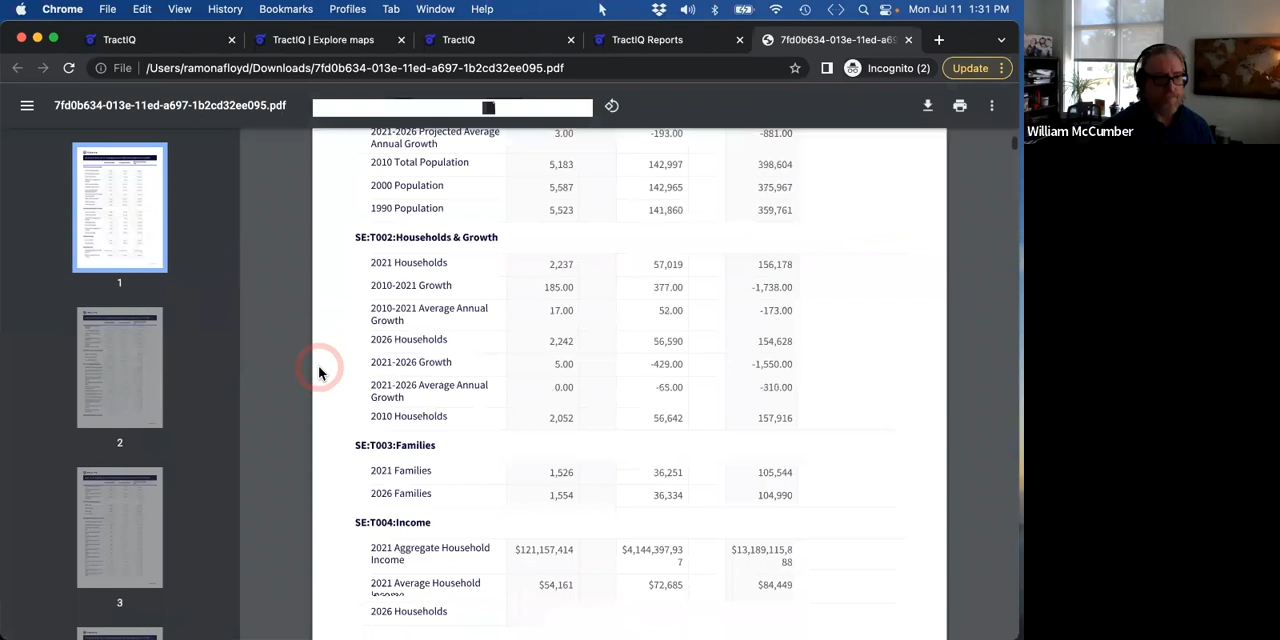 Chrome File Edit View History Bookmarks Profiles Tab Window Help Mon Jul 11 1:31 PM
TractIQ TractIQ | Explore maps TractIQ TractIQ Reports 7fd0b634-013e-11ed-a69
File /Users/ramonafloyd/Downloads/7fd0b634-013e-11ed-a697-1b2cd32ee095.pdf Incognito (2) Update
7fd0b634-013e-11ed-a697-1b2cd32ee095.pdf
William McCumber
2021-2026 Projected Average 3.00 -193.00 -881.00
Annual Growth
2010 Total Population 5,183 142,997 398,604
2000 Population 5,587 142,965 375,967
1990 Population 5,523 141,860 359,763
SE:T002:Households & Growth
2021 Households 2,237 57,019 156,178
2010-2021 Growth 185.00 377.00 -1,738.00
2010-2021 Average Annual 17.00 52.00 -173.00
Growth
2026 Households 2,242 56,590 154,628
2021-2026 Growth 5.00 -429.00 -1,550.00
2021-2026 Average Annual 0.00 -65.00 -310.00
Growth
2010 Households 2,052 56,642 157,916
SE:T003:Families
2021 Families 1,526 36,251 105,544
2026 Families 1,554 36,334 104,990
SE:T004:Income
2021 Aggregate Household $121,157,414 $4,144,397,93 $13,189,115,8
Income 7 88
2021 Average Household $54,161 $72,685 $84,449
2026 Households
1
2
3